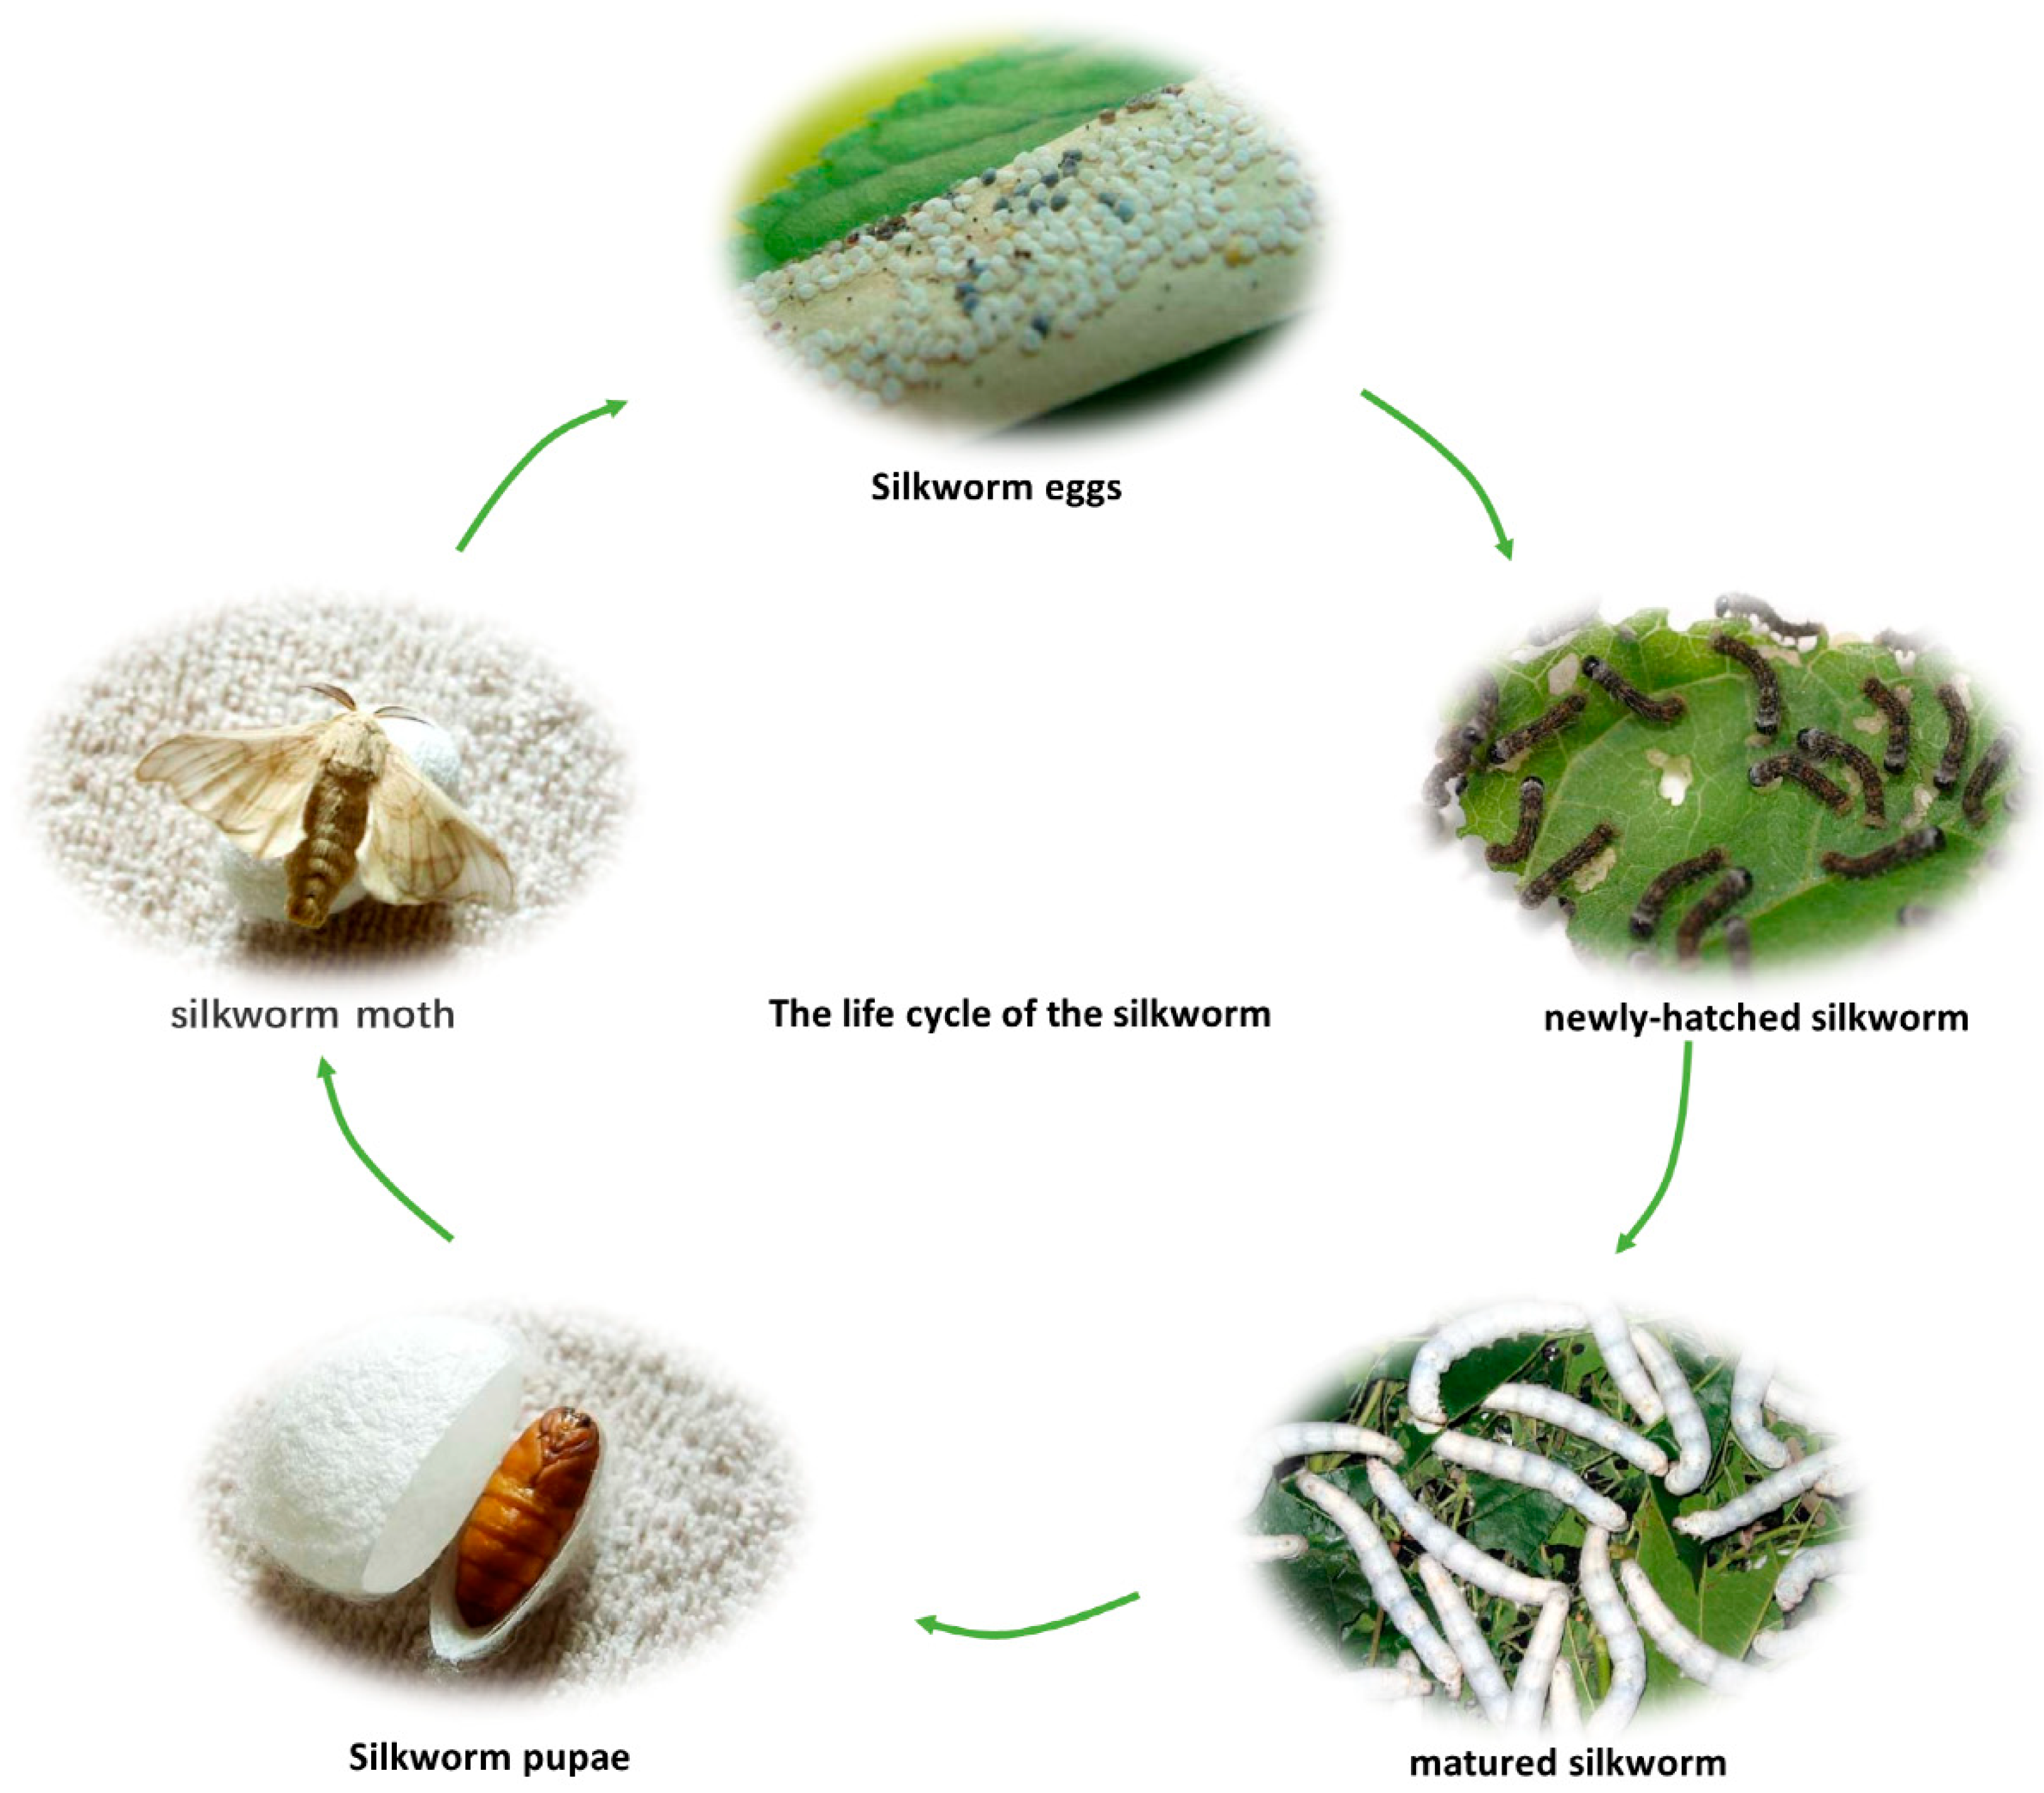 Silkworm eggs
silkworm moth
The life cycle of the silkworm
newly-hatched silkworm
Silkworm pupae
matured silkworm